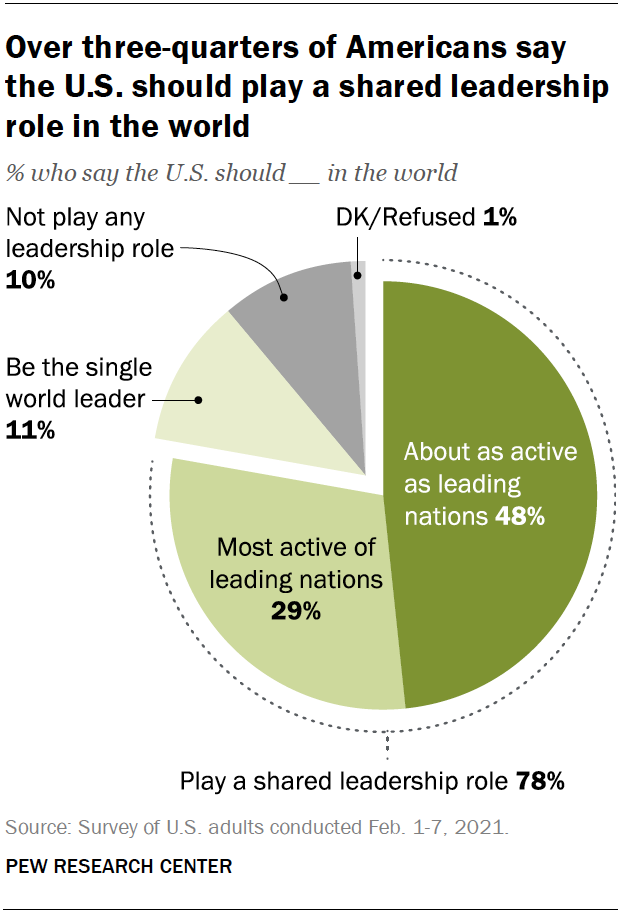 Over three-quarters of Americans say
the U.S. should play a shared leadership
role in the world
% who say the U.S. should ___ in the world
Not play any
leadership role
10%
DK/Refused 1%
Be the single
world leader
11%
About as active
as leading
nations 48%
Most active of
leading nations
29%
Play a shared leadership role 78%
Source: Survey of U.S. adults conducted Feb. 1-7, 2021.
PEW RESEARCH CENTER